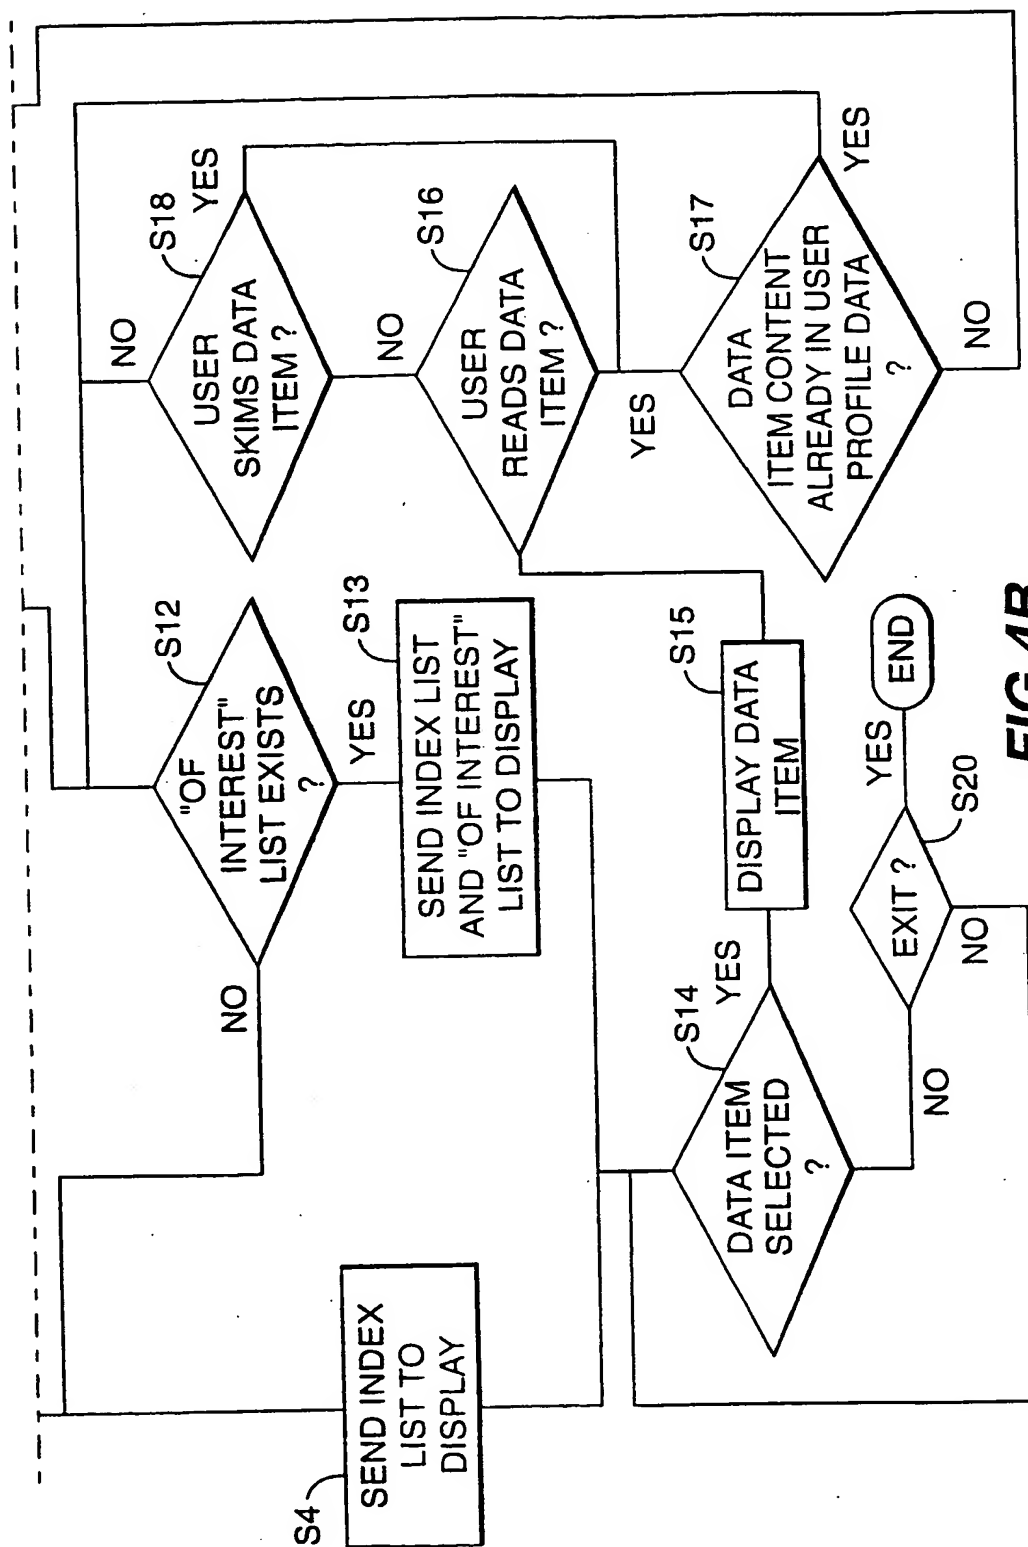 S4
SEND INDEX
LIST TO
DISPLAY
NO
"OF
INTEREST"
LIST EXISTS
?
S12
YES
SEND INDEX LIST
AND "OF INTEREST"
LIST TO DISPLAY
S13
NO
USER
SKIMS DATA
ITEM ?
S18
YES
NO
USER
READS DATA
ITEM ?
S16
YES
DATA
ITEM CONTENT
ALREADY IN USER
PROFILE DATA
?
S17
YES
NO
DATA ITEM
SELECTED
?
S14
YES
DISPLAY DATA
ITEM
S15
NO
EXIT ?
S20
NO
YES
END
FIG.4B